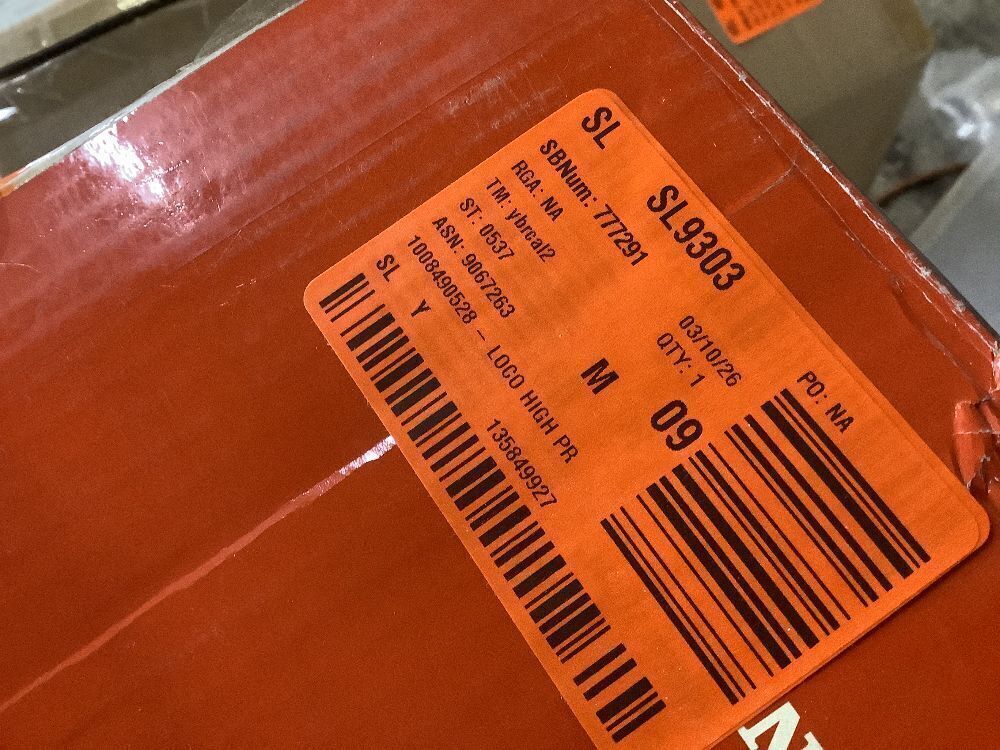 SL
SL9303
PO: NA
SBNum: 777291
03/10/26
RGA: NA
QTY: 1
TM: ybrcal2
M
09
ST: 0537
ASN: 9067263
1008490528 - LOCO HIGH PR
SL Y
135849927